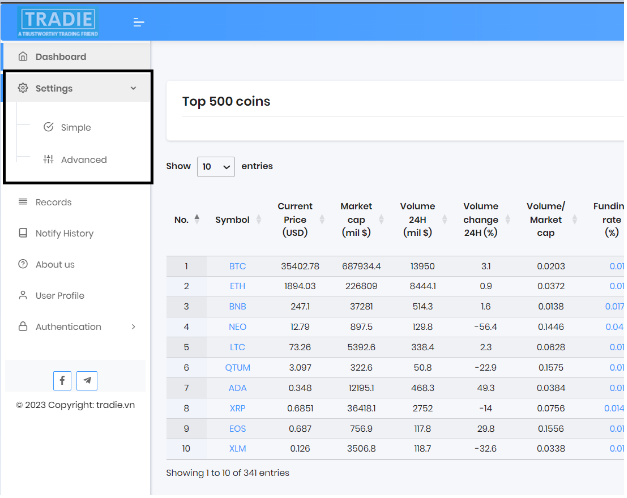 TRADIE
A TRUSTWORTHY TRADING FRIEND
Dashboard
Settings
Simple
Advanced
Records
Notify History
About us
User Profile
Authentication
© 2023 Copyright: tradie.vn
Top 500 coins
Show 10 entries
No. Symbol Current Price (USD) Market cap (mil $) Volume 24H (mil $) Volume change 24H (%) Volume/ Market cap Fundin rate (%)
1 BTC 35402.78 687934.4 13950 3.1 0.0203 0.01
2 ETH 1894.03 226809 8444.1 0.9 0.0372 0.01
3 BNB 247.1 37281 514.3 1.6 0.0138 0.017
4 NEO 12.79 897.5 129.8 -56.4 0.1446 0.04
5 LTC 73.26 5392.6 338.4 2.3 0.0628 0.01
6 QTUM 3.097 322.6 50.8 -22.9 0.1575 0.01
7 ADA 0.348 12195.1 468.3 49.3 0.0384 0.01
8 XRP 0.6851 36418.1 2752 -14 0.0756 0.014
9 EOS 0.687 756.9 117.8 29.8 0.1556 0.01
10 XLM 0.126 3506.8 118.7 -32.6 0.0338 0.01
Showing 1 to 10 of 341 entries